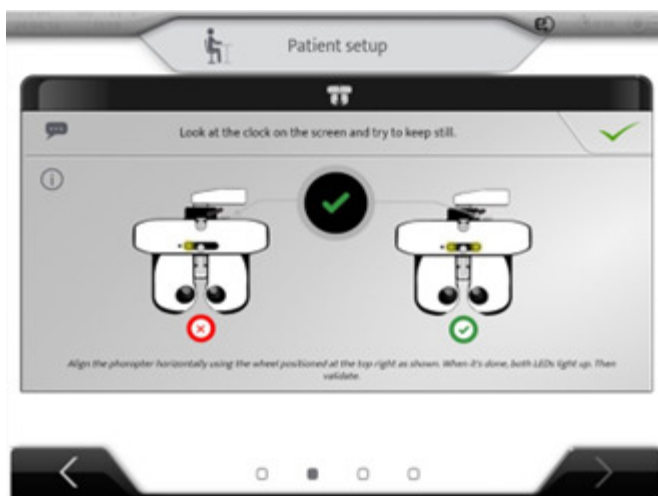 Patient setup
Look at the clock on the screen and try to keep still.
Align the phoropter horizontally using the wheel positioned at the top right as shown. When it's done, both LEDs light up. Then
validate.